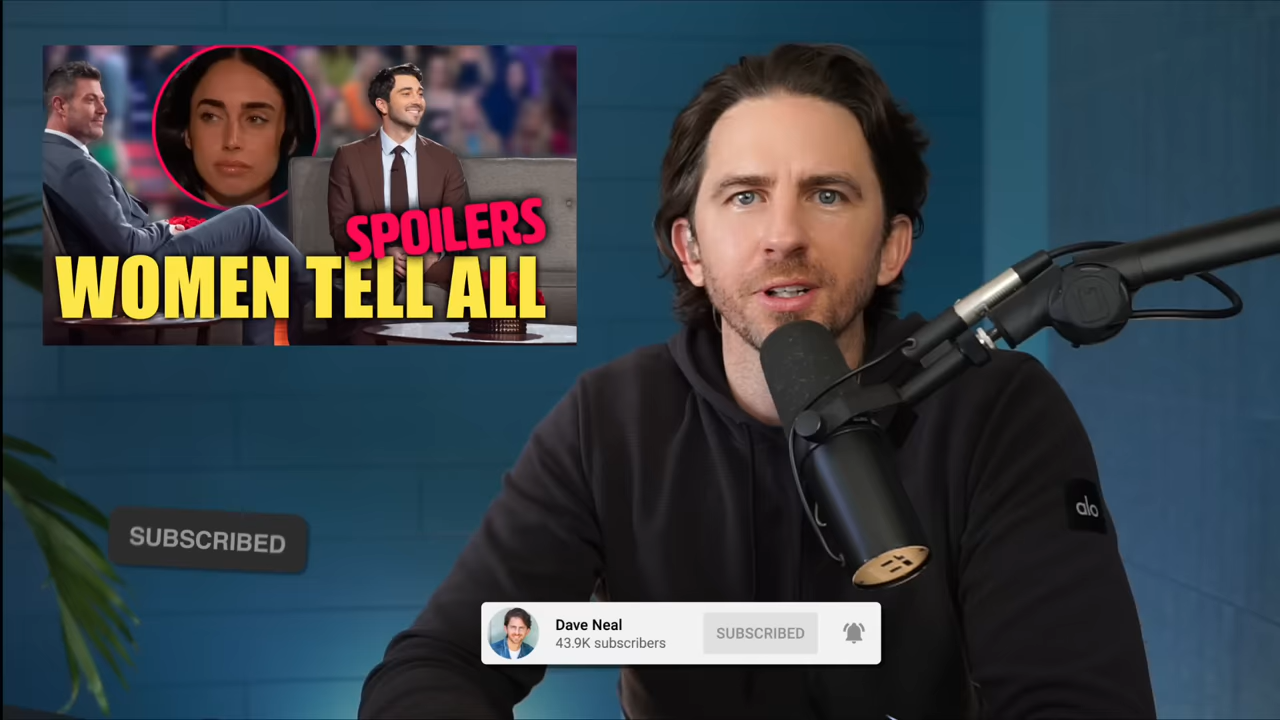 SPOILERS
WOMEN TELL ALL
alo
SUBSCRIBED
Dave Neal
43.9K subscribers
SUBSCRIBED